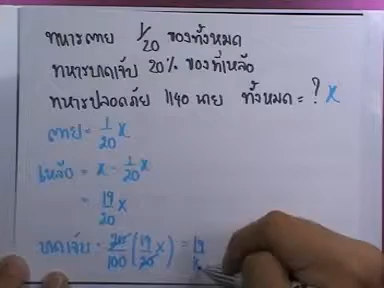 ทหารตาย 1/20 ของทั้งหมด
ทหารบาดเจ็บ 20% ของที่เหลือ
ทหารปลอดภัย 1140 นาย ทั้งหมด = ? x
ตาย = 1/20 x
เหลือ = x - 1/20 x
= 19/20 x
บาดเจ็บ = 20/100 (19/20 x) = 19